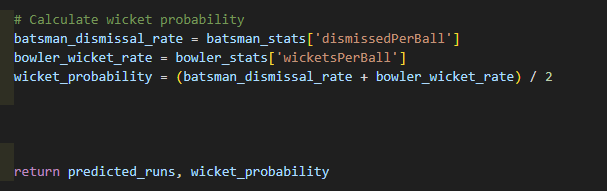 # Calculate wicket probability
batsman_dismissal_rate = batsman_stats['dismissedPerBall']
bowler_wicket_rate = bowler_stats['wicketsPerBall']
wicket_probability = (batsman_dismissal_rate + bowler_wicket_rate) / 2
return predicted_runs, wicket_probability